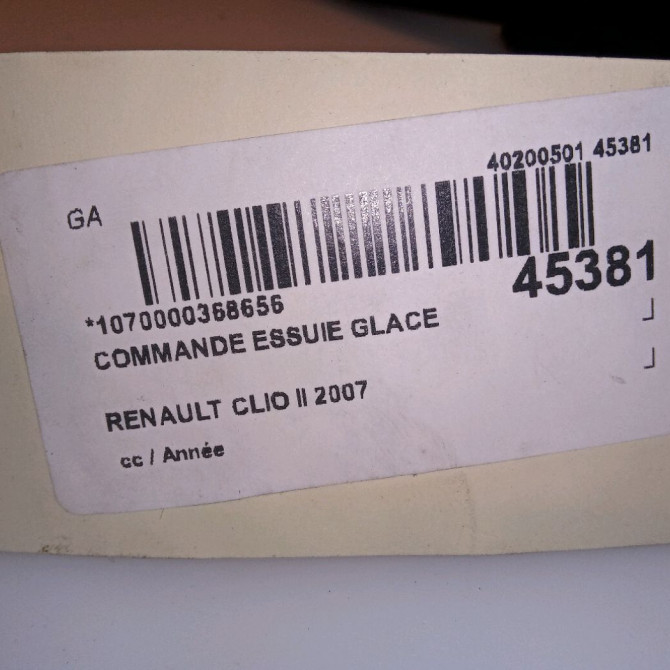 40200501 45381
GA
45381
*1070000368656
COMMANDE ESSUIE GLACE
RENAULT CLIO II 2007
cc / Année